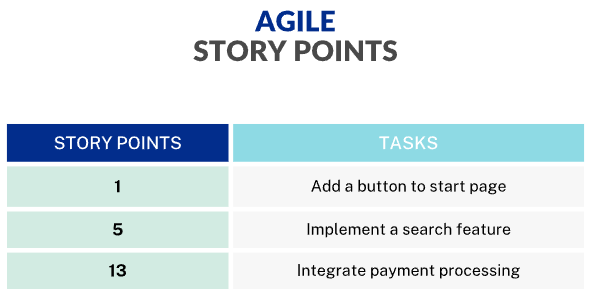 AGILE
STORY POINTS
STORY POINTS TASKS
1 Add a button to start page
5 Implement a search feature
13 Integrate payment processing